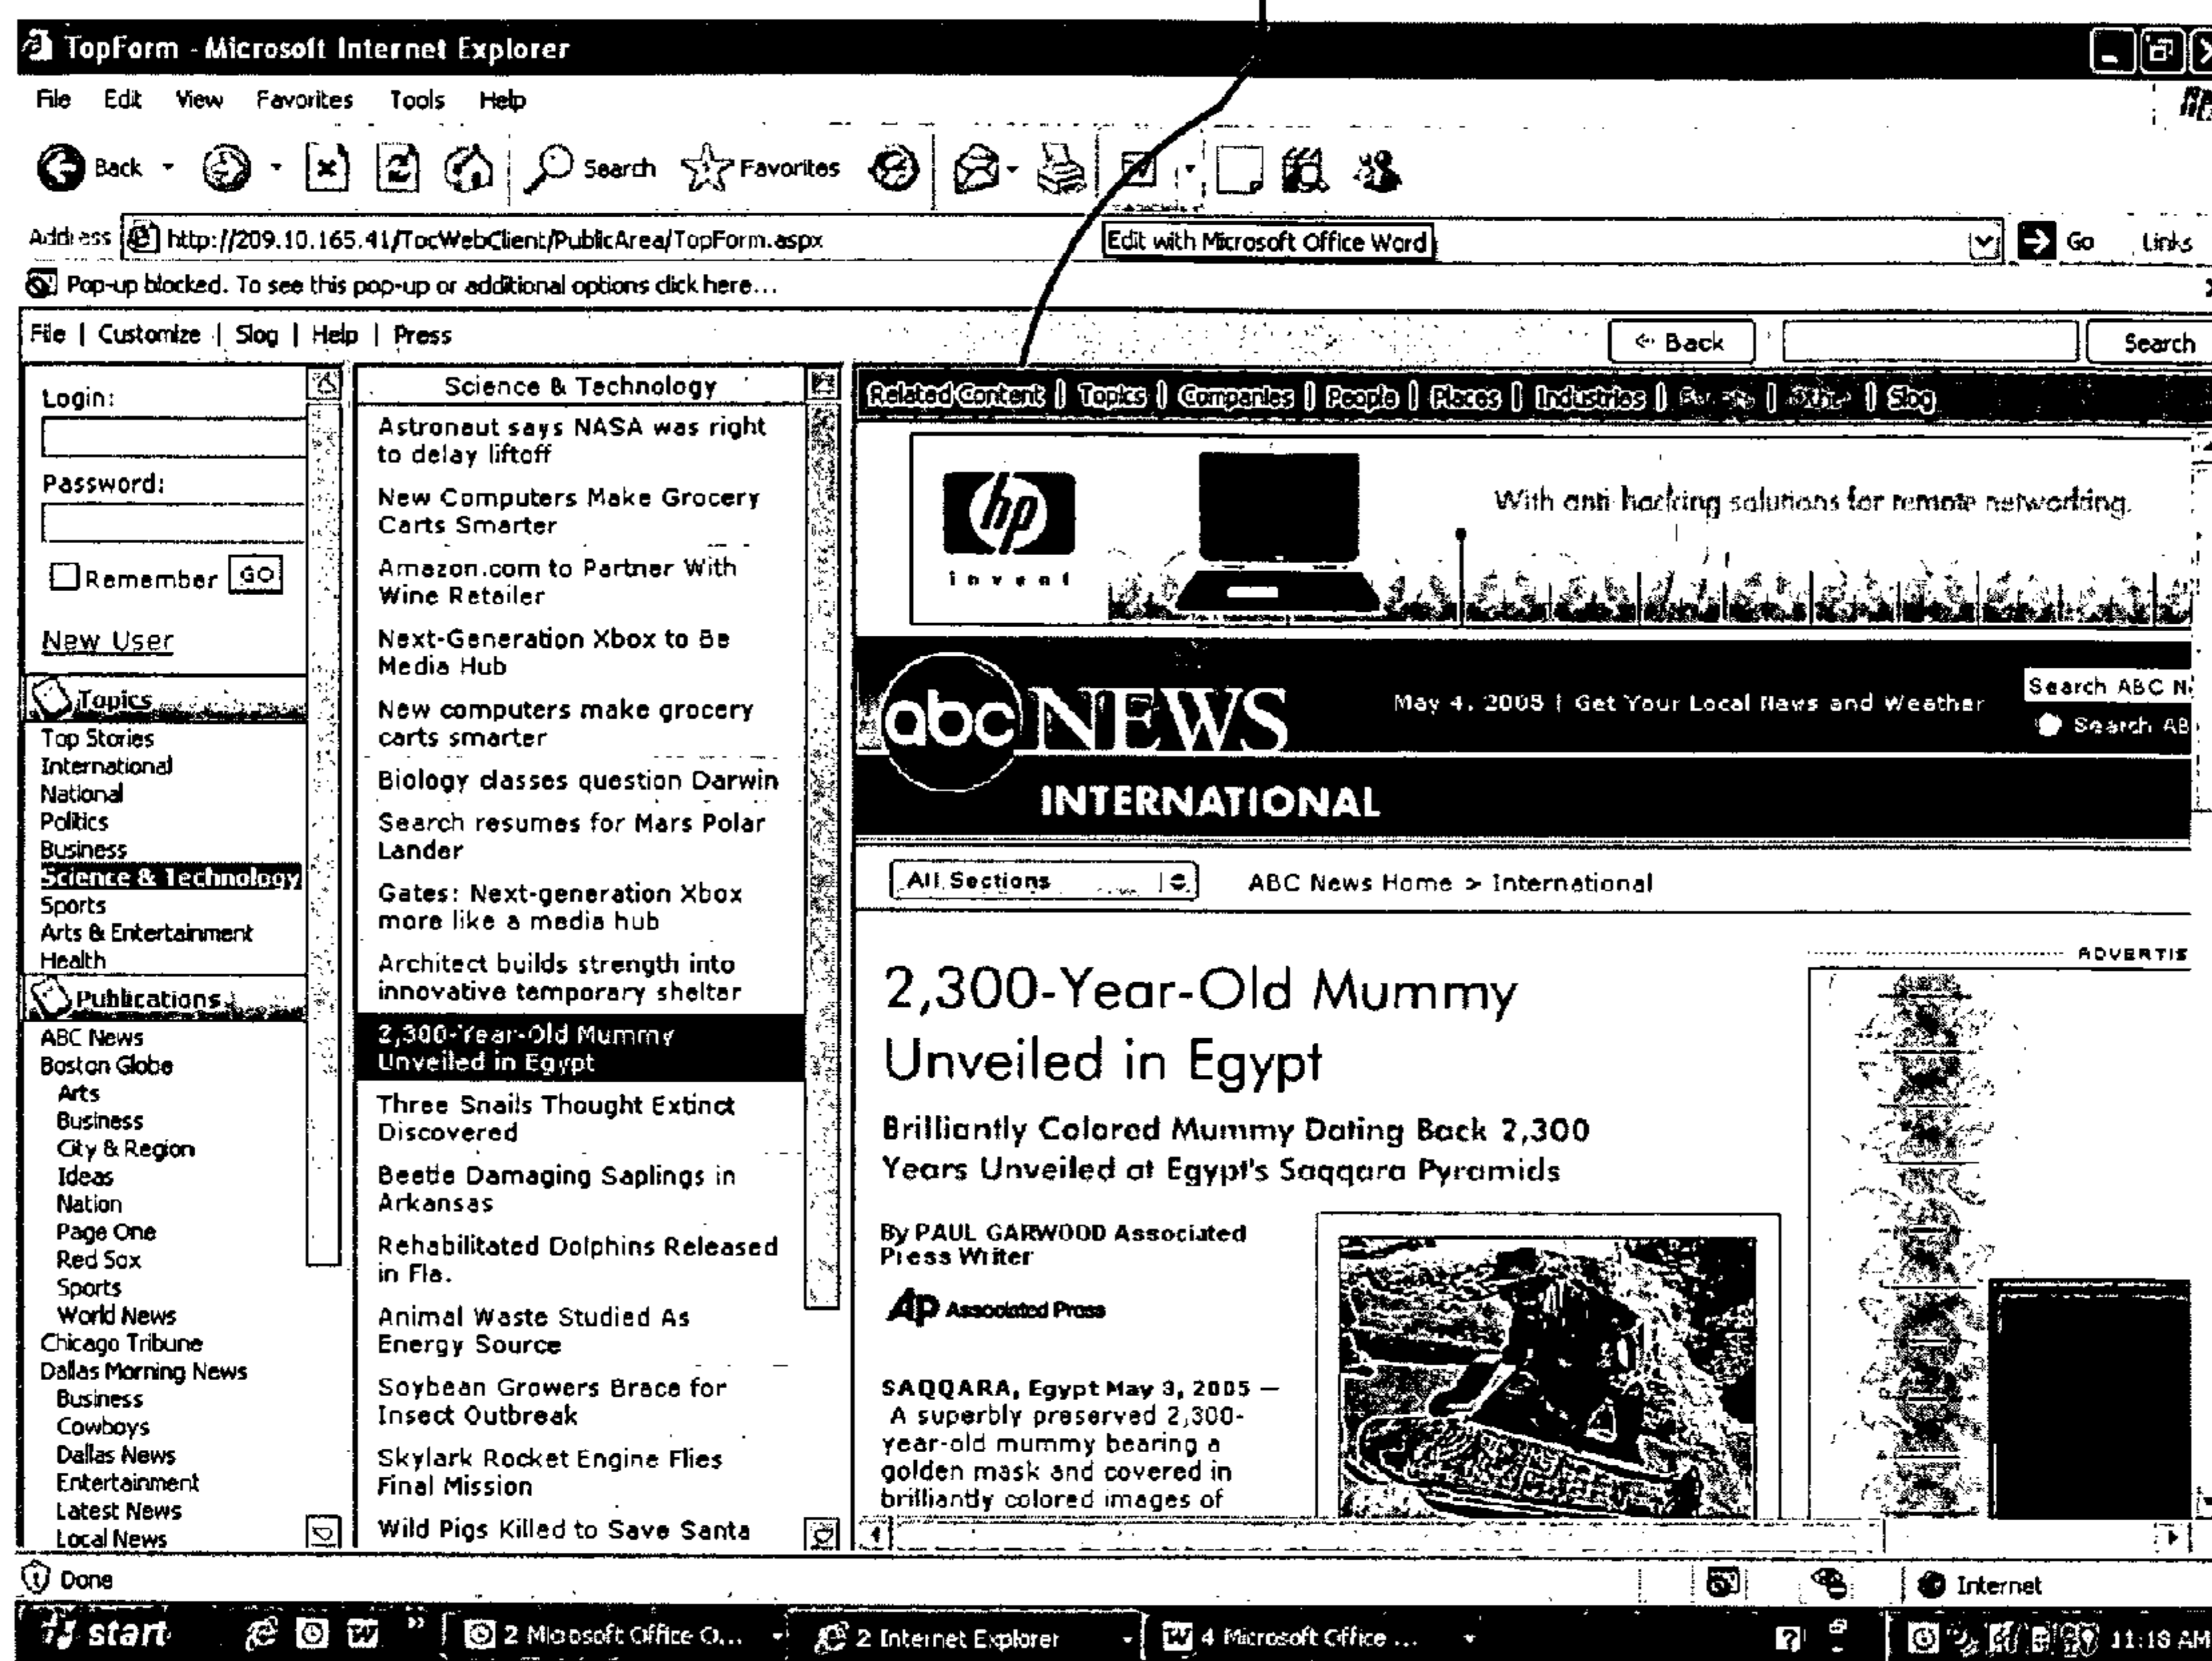 TopForm - Microsoft Internet Explorer
File Edit View Favorites Tools Help
Back Search Favorites
Address http://209.10.165.41/TocWebClient/PublicArea/TopForm.aspx Edit with Microsoft Office Word Go Links
Pop-up blocked. To see this pop-up or additional options click here...
File | Customize | Slog | Help | Press Back Search
Login:
Password:
Remember GO
New User
Topics
Top Stories
International
National
Politics
Business
Science & Technology
Sports
Arts & Entertainment
Health
Publications
ABC News
Boston Globe
Arts
Business
City & Region
Ideas
Nation
Page One
Red Sox
Sports
World News
Chicago Tribune
Dallas Morning News
Business
Cowboys
Dallas News
Entertainment
Latest News
Local News
Science & Technology
Astronaut says NASA was right
to delay liftoff
New Computers Make Grocery
Carts Smarter
Amazon.com to Partner With
Wine Retailer
Next-Generation Xbox to Be
Media Hub
New computers make grocery
carts smarter
Biology classes question Darwin
Search resumes for Mars Polar
Lander
Gates: Next-generation Xbox
more like a media hub
Architect builds strength into
innovative temporary shelter
2,300-Year-Old Mummy
Unveiled in Egypt
Three Snails Thought Extinct
Discovered
Beetle Damaging Saplings in
Arkansas
Rehabilitated Dolphins Released
in Fla.
Animal Waste Studied As
Energy Source
Soybean Growers Brace for
Insect Outbreak
Skylark Rocket Engine Flies
Final Mission
Wild Pigs Killed to Save Santa
Related Content | Topics | Companies | People | Places | Industries | | | Slog
hp
invent
With anti-hacking solutions for remote networking.
abc NEWS
May 4, 2005 | Get Your Local News and Weather
Search ABC N
Search AB
INTERNATIONAL
All Sections
ABC News Home > International
ADVERTIS
2,300-Year-Old Mummy
Unveiled in Egypt
Brilliantly Colored Mummy Dating Back 2,300
Years Unveiled at Egypt's Saqqara Pyramids
By PAUL GARWOOD Associated
Press Writer
AP Associated Press
SAQQARA, Egypt May 3, 2005 —
A superbly preserved 2,300-
year-old mummy bearing a
golden mask and covered in
brilliantly colored images of
Done Internet
start 2 Microsoft Office O... 2 Internet Explorer 4 Microsoft Office ... 11:18 AM